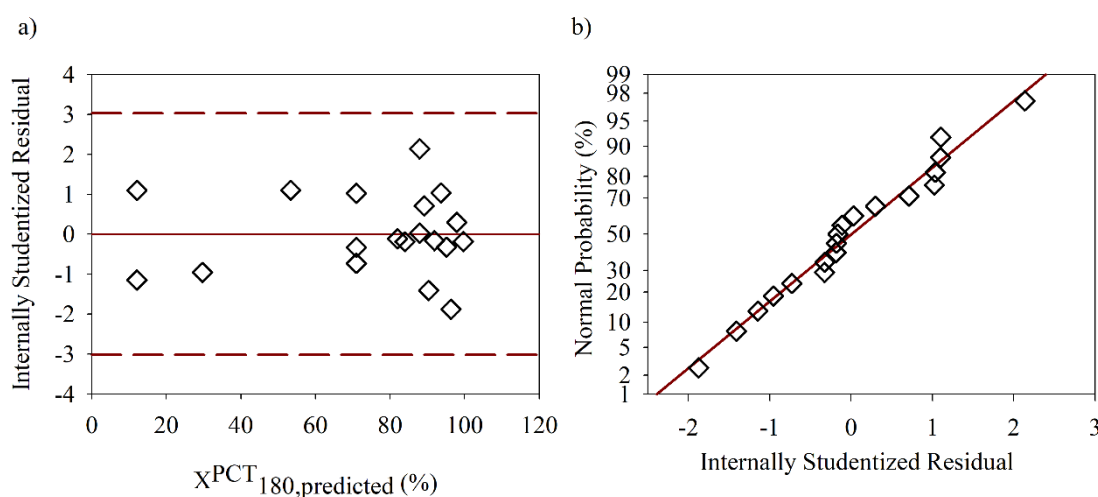 a)
Internally Studentized Residual
4
3
2
1
0
-1
-2
-3
-4
0 20 40 60 80 100 120
X^PCT_180,predicted (%)
b)
Normal Probability (%)
99
98
95
90
80
70
50
30
20
10
5
2
1
-2 -1 0 1 2 3
Internally Studentized Residual